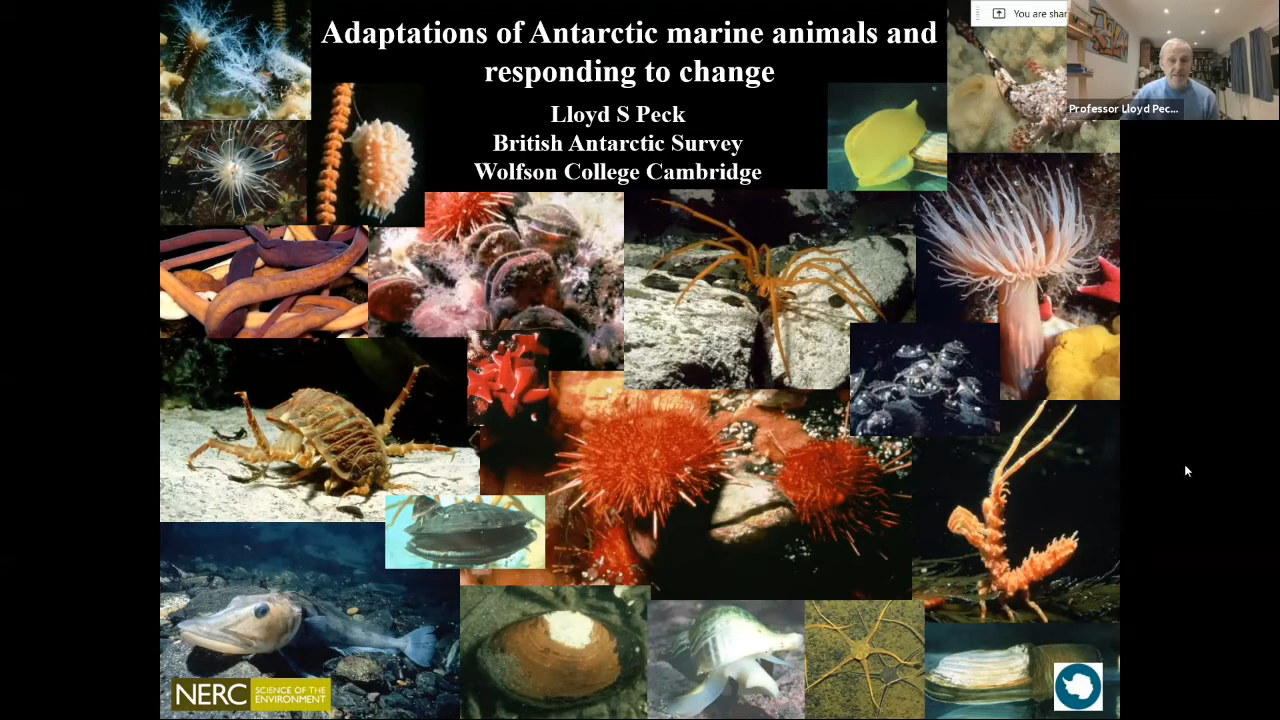 Adaptations of Antarctic marine animals and
responding to change
Lloyd S Peck
British Antarctic Survey
Wolfson College Cambridge
You are shar
Professor Lloyd Pec...
NERC SCIENCE OF THE
ENVIRONMENT